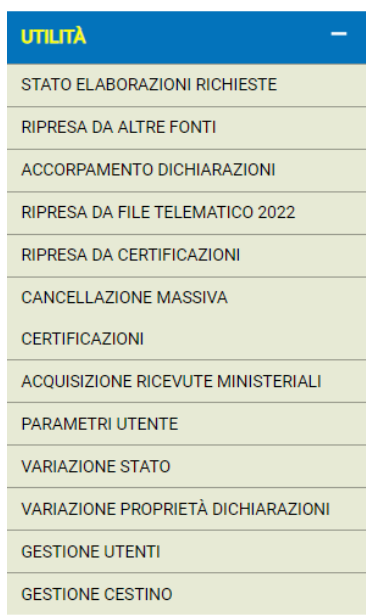 UTILITÀ
STATO ELABORAZIONI RICHIESTE
RIPRESA DA ALTRE FONTI
ACCORPAMENTO DICHIARAZIONI
RIPRESA DA FILE TELEMATICO 2022
RIPRESA DA CERTIFICAZIONI
CANCELLAZIONE MASSIVA
CERTIFICAZIONI
ACQUISIZIONE RICEVUTE MINISTERIALI
PARAMETRI UTENTE
VARIAZIONE STATO
VARIAZIONE PROPRIETÀ DICHIARAZIONI
GESTIONE UTENTI
GESTIONE CESTINO